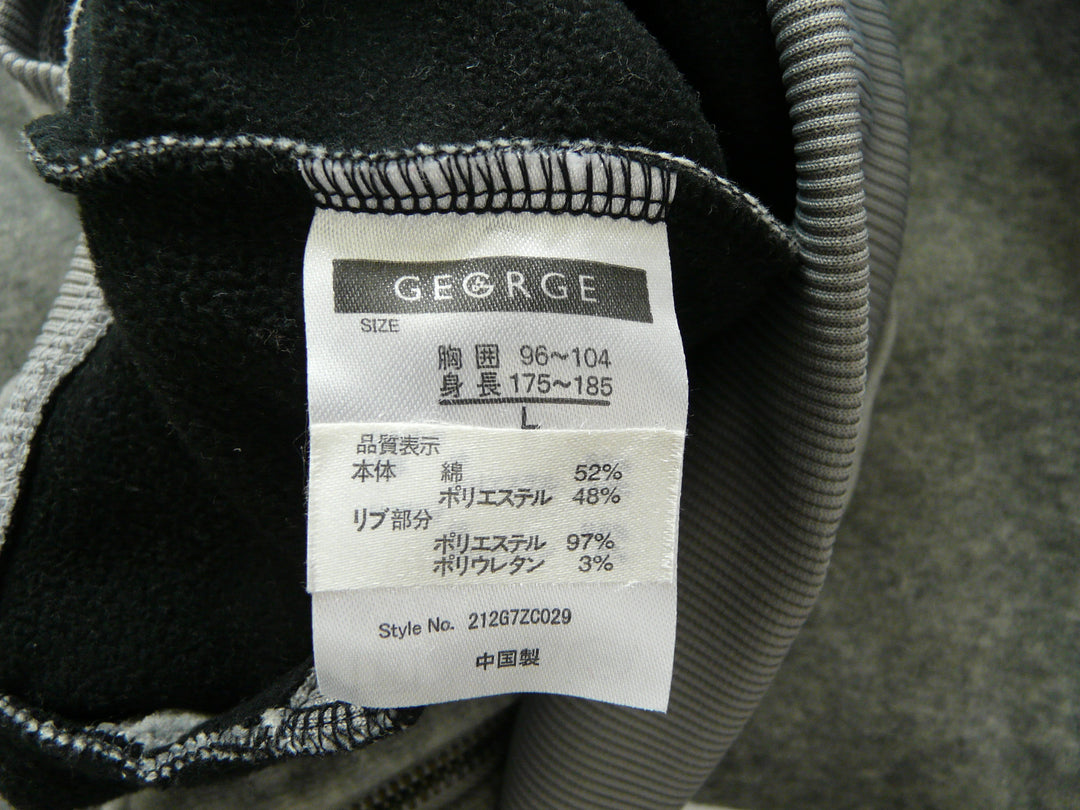 GEORGE
SIZE
胸囲 96～104
身長 175～185
L
品質表示
本体 綿 52%
ポリエステル 48%
リブ部分
ポリエステル 97%
ポリウレタン 3%
Style No. 212G7ZC029
中国製